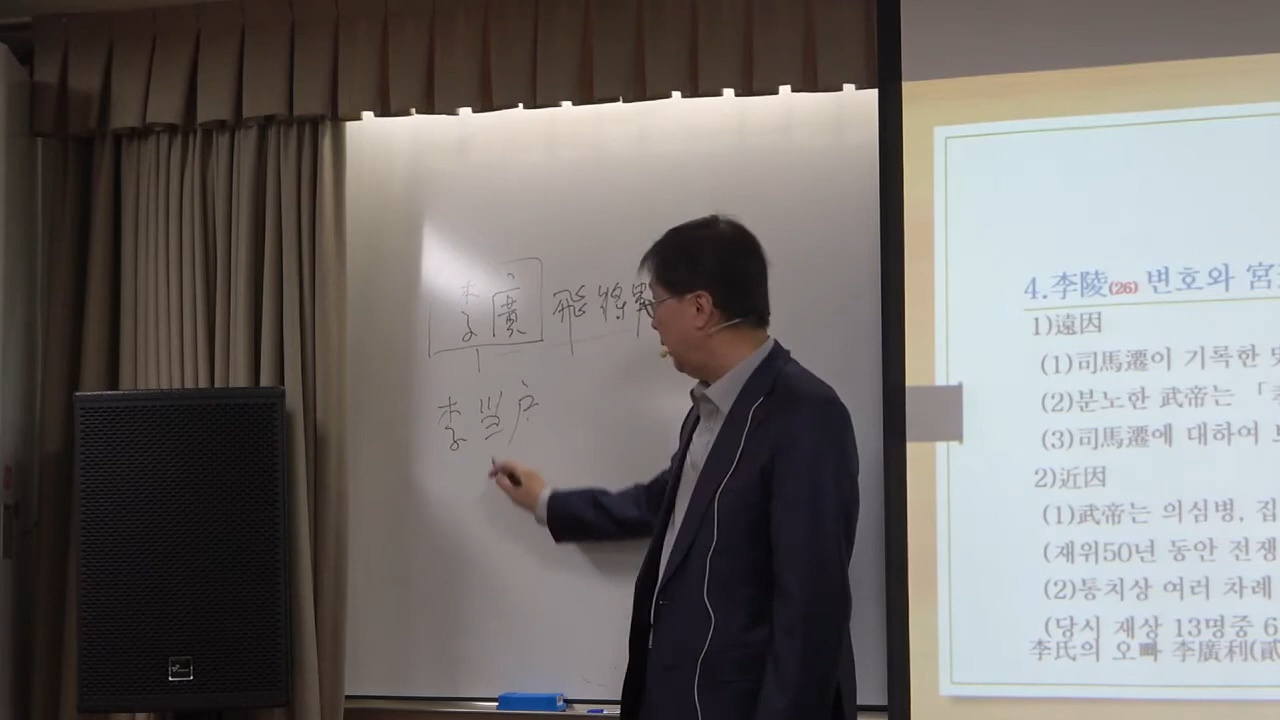 李廣 飛將軍
李当户
4.李陵(26) 변호와 宮
1)遠因
(1)司馬遷이 기록한
(2)분노한 武帝는 「
(3)司馬遷에 대하여
2)近因
(1)武帝는 의심병, 집
(재위50년 동안 전쟁
(2)통치상 여러 차례
(당시 재상 13명중 6
李氏의 오빠 李廣利(貳